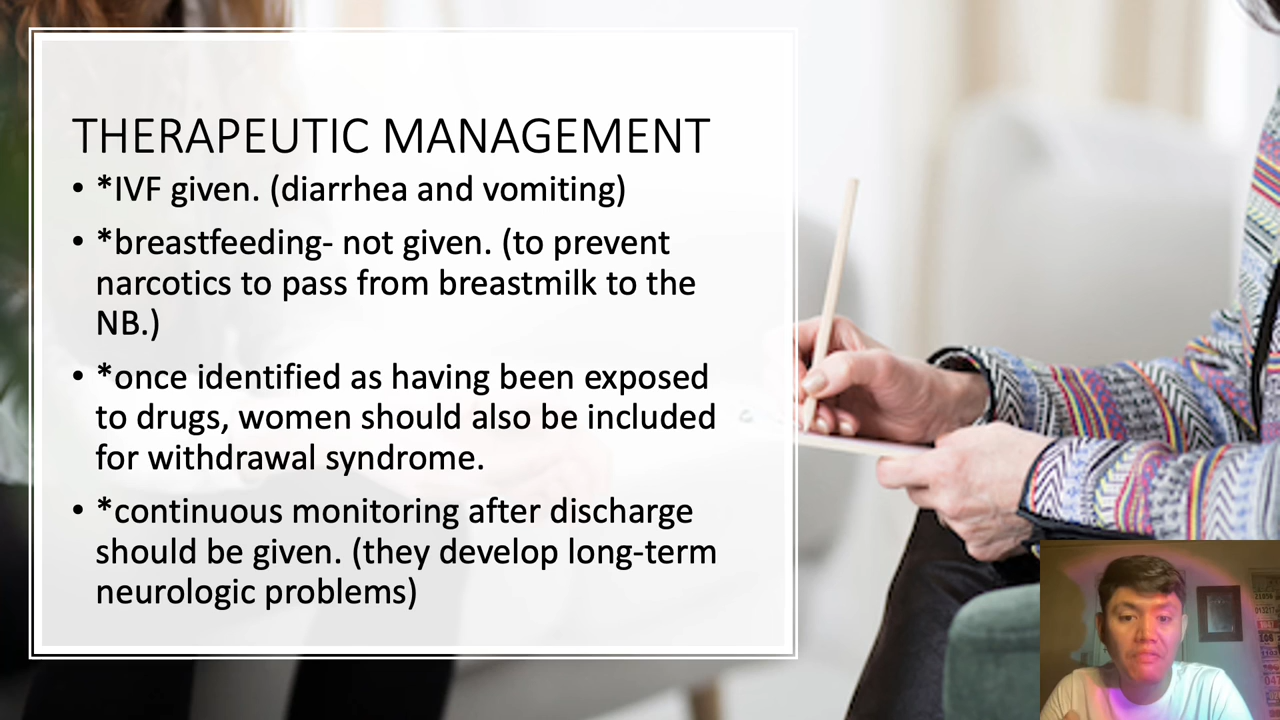 THERAPEUTIC MANAGEMENT
• *IVF given. (diarrhea and vomiting)
• *breastfeeding- not given. (to prevent
narcotics to pass from breastmilk to the
NB.)
• *once identified as having been exposed
to drugs, women should also be included
for withdrawal syndrome.
• *continuous monitoring after discharge
should be given. (they develop long-term
neurologic problems)